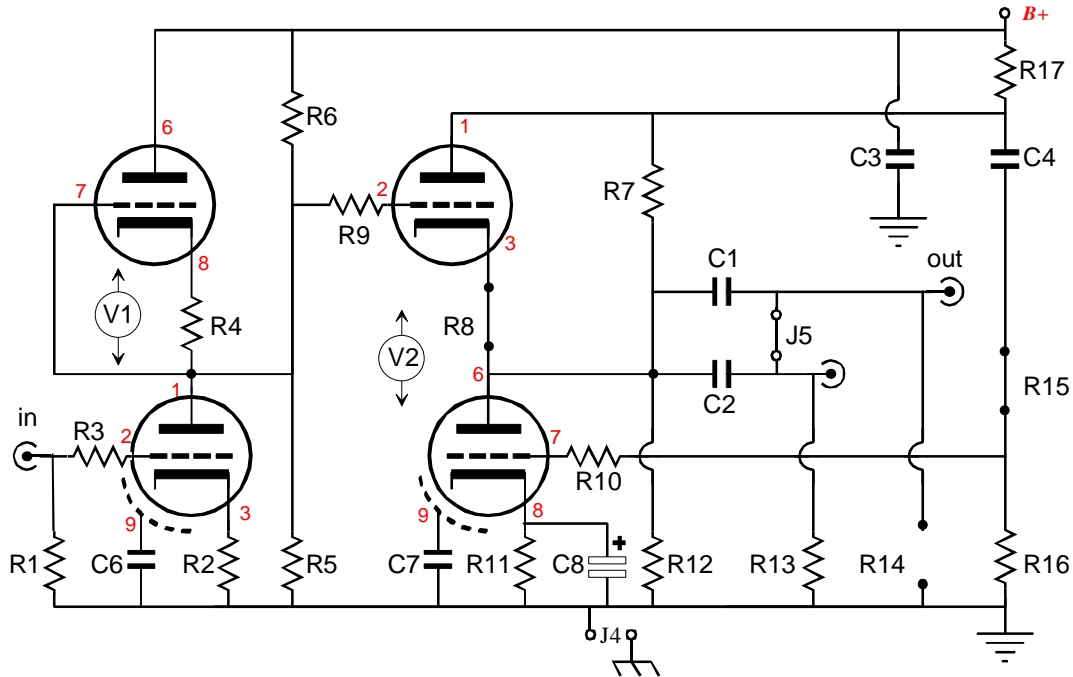 B+
R17
R6
6
1
C3
C4
R7
7
2
R9
3
8
C1
out
V1
R4
R8
V2
J5
R15
6
1
C2
in
R3
2
7
R10
9
3
9
8
+
R1
C6
R2
R5
C7
R11
C8
R12
R13
R14
R16
J4